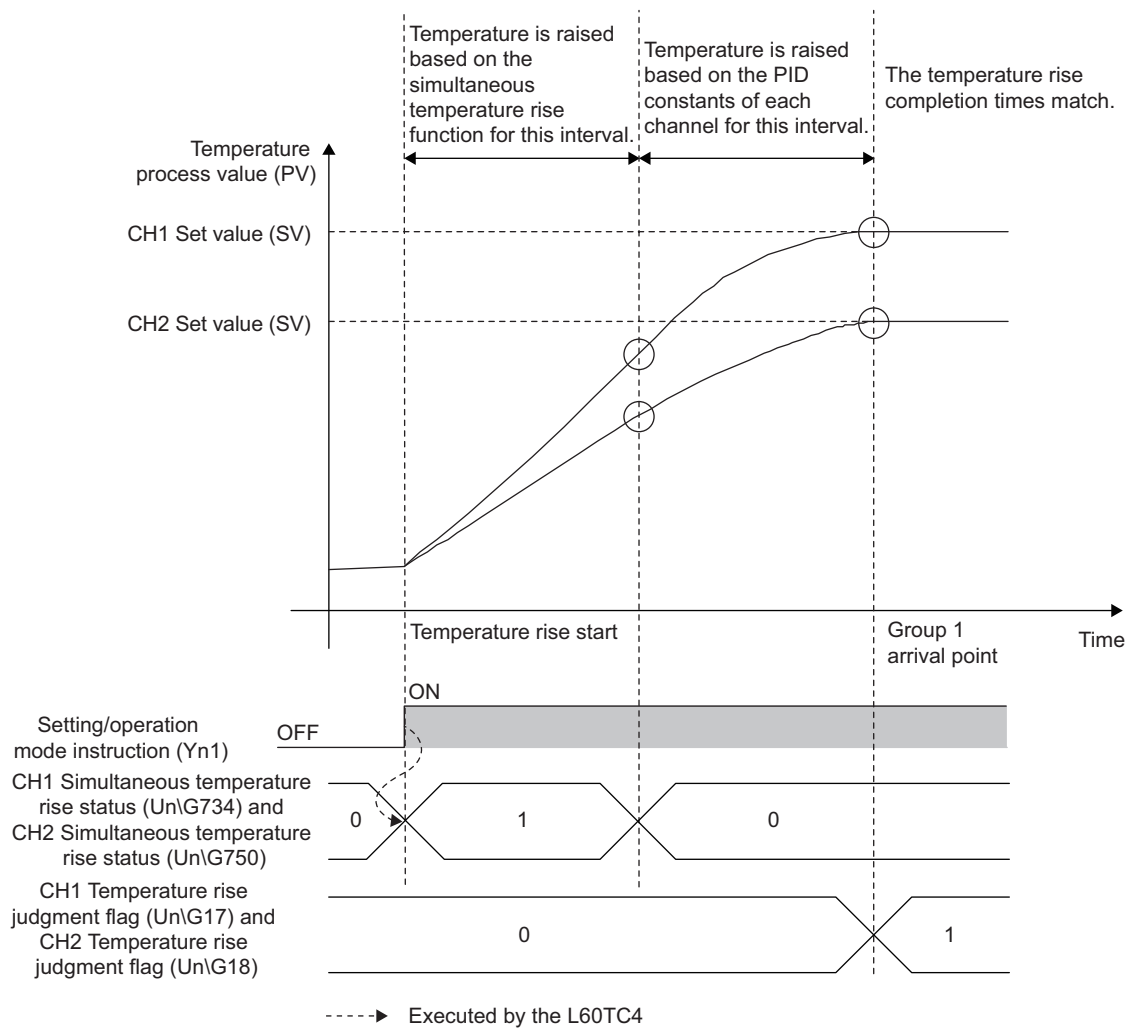 Temperature is raised
based on the
simultaneous
temperature rise
function for this interval.
Temperature is raised
based on the PID
constants of each
channel for this interval.
The temperature rise
completion times match.
Temperature
process value (PV)
CH1 Set value (SV)
CH2 Set value (SV)
Temperature rise start
Group 1
arrival point
Time
ON
OFF
Setting/operation
mode instruction (Yn1)
CH1 Simultaneous temperature
rise status (Un\G734) and
CH2 Simultaneous temperature
rise status (Un\G750)
0
1
0
CH1 Temperature rise
judgment flag (Un\G17) and
CH2 Temperature rise
judgment flag (Un\G18)
0
1
Executed by the L60TC4